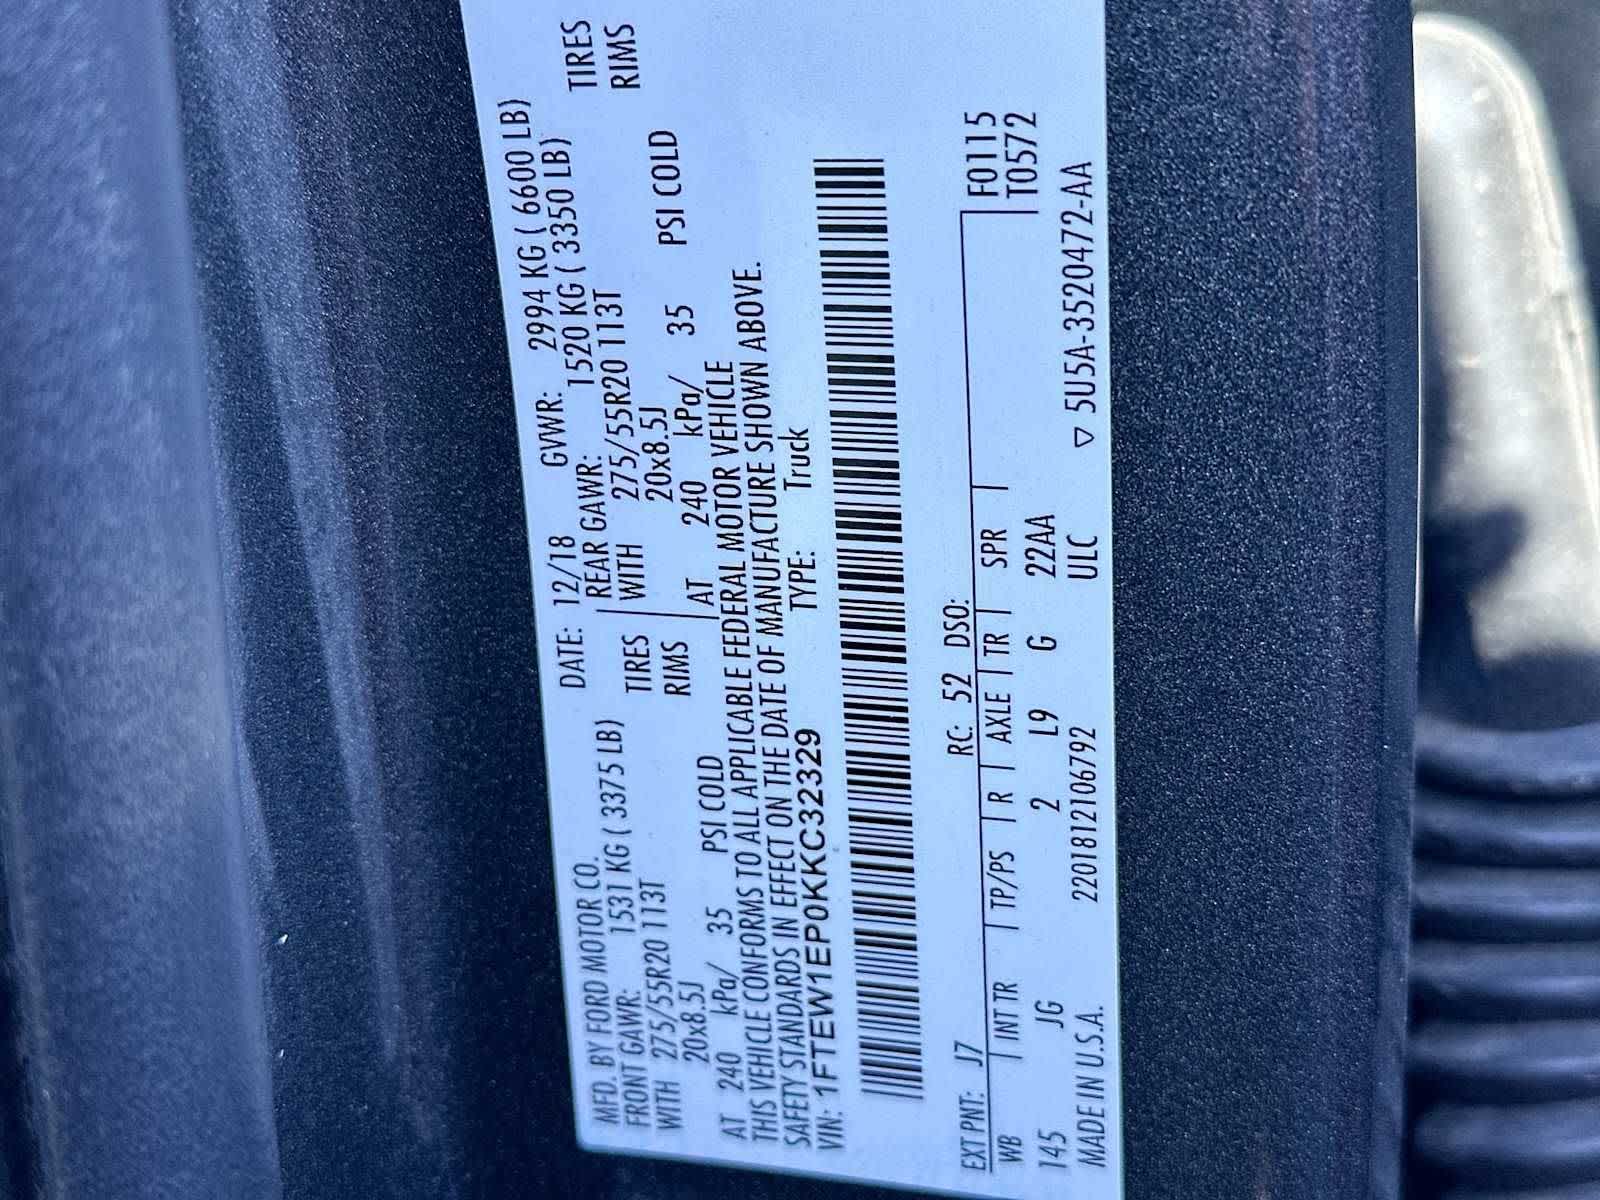 MFD. BY FORD MOTOR CO. DATE: 12/18 GVWR: 2994 KG ( 6600 LB)
FRONT GAWR: 1531 KG ( 3375 LB) REAR GAWR: 1520 KG ( 3350 LB)
WITH 275/55R20 113T TIRES WITH 275/55R20 113T TIRES
20x8.5J RIMS 20x8.5J RIMS
AT 240 kPa/ 35 PSI COLD AT 240 kPa/ 35 PSI COLD
THIS VEHICLE CONFORMS TO ALL APPLICABLE FEDERAL MOTOR VEHICLE
SAFETY STANDARDS IN EFFECT ON THE DATE OF MANUFACTURE SHOWN ABOVE.
VIN: 1FTEW1EP0KKC32329 TYPE: Truck
EXT PNT: J7 RC: 52 DSO: F0115
WB INT TR TP/PS R AXLE TR SPR T0572
145 JG 2 L9 G 22AA
MADE IN U.S.A. 2201812106792 ULC ▽ 5U5A-3520472-AA